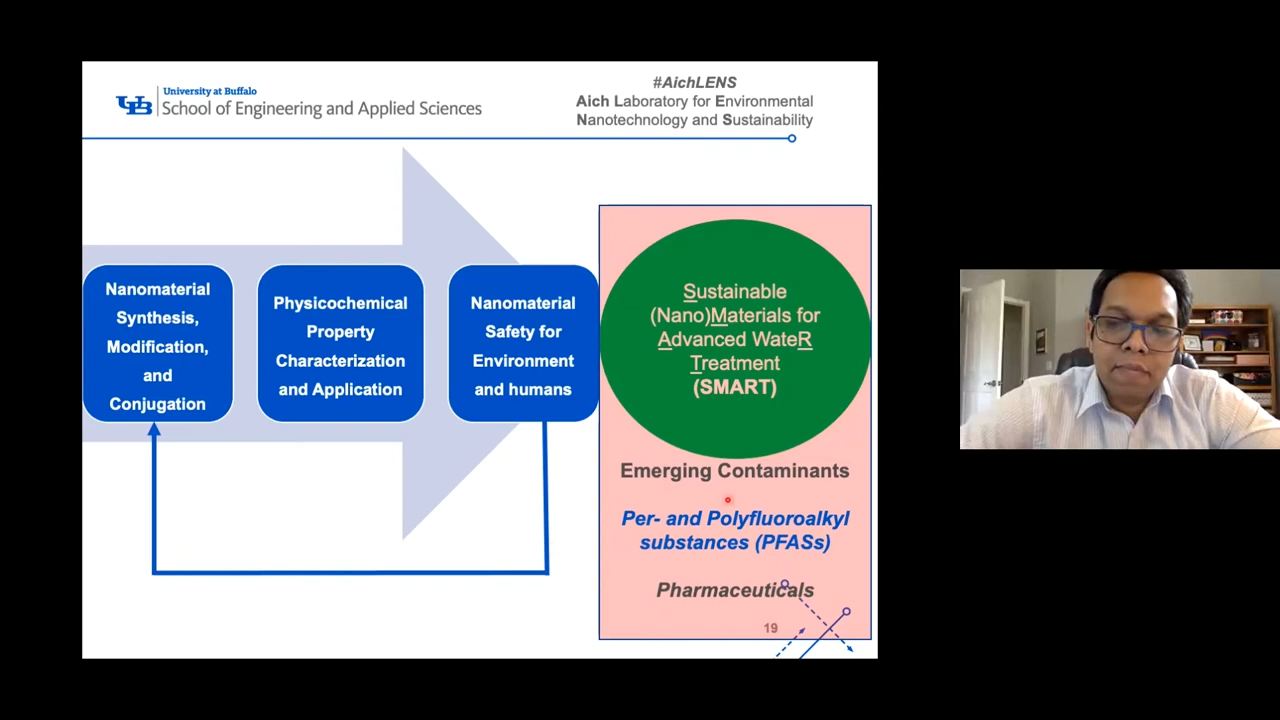 University at Buffalo
School of Engineering and Applied Sciences
#AichLENS
Aich Laboratory for Environmental
Nanotechnology and Sustainability
Nanomaterial
Synthesis,
Modification,
and
Conjugation
Physicochemical
Property
Characterization
and Application
Nanomaterial
Safety for
Environment
and humans
Sustainable
(Nano)Materials for
Advanced WateR
Treatment
(SMART)
Emerging Contaminants
Per- and Polyfluoroalkyl
substances (PFASs)
Pharmaceuticals
19